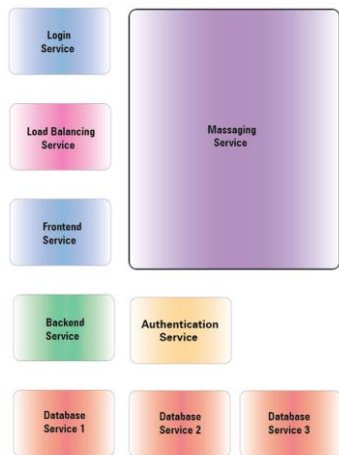 Login
Service
Load Balancing
Service
Massaging
Service
Frontend
Service
Backend
Service
Authentication
Service
Database
Service 1
Database
Service 2
Database
Service 3